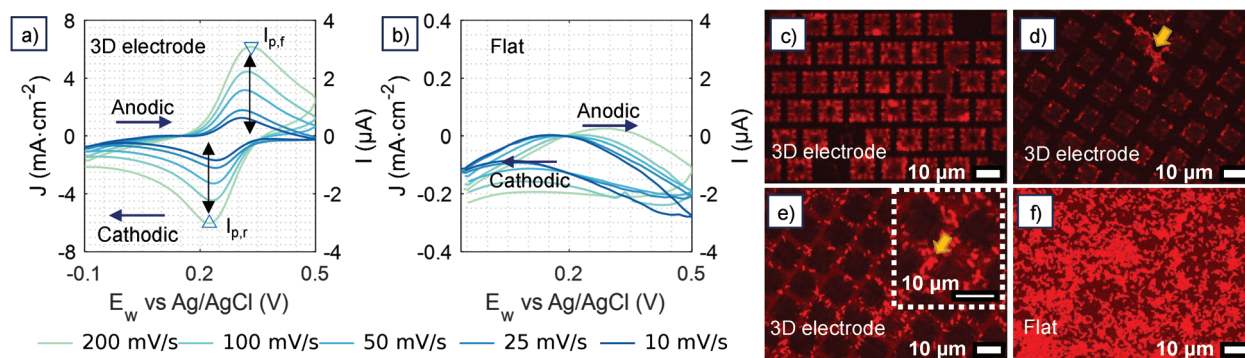 a)
3D electrode
I_p,f
Anodic
Cathodic
I_p,r
8
4
0
-4
-8
J (mA·cm⁻²)
4
2
0
-2
-4
I (µA)
-0.1
0.2
0.5
E_w vs Ag/AgCl (V)
b)
Flat
Anodic
Cathodic
0.4
0.2
0
-0.2
-0.4
J (mA·cm⁻²)
4
2
0
-2
-4
I (µA)
0.2
0.5
E_w vs Ag/AgCl (V)
200 mV/s
100 mV/s
50 mV/s
25 mV/s
10 mV/s
c)
3D electrode
10 µm
d)
3D electrode
10 µm
e)
10 µm
3D electrode
10 µm
f)
Flat
10 µm